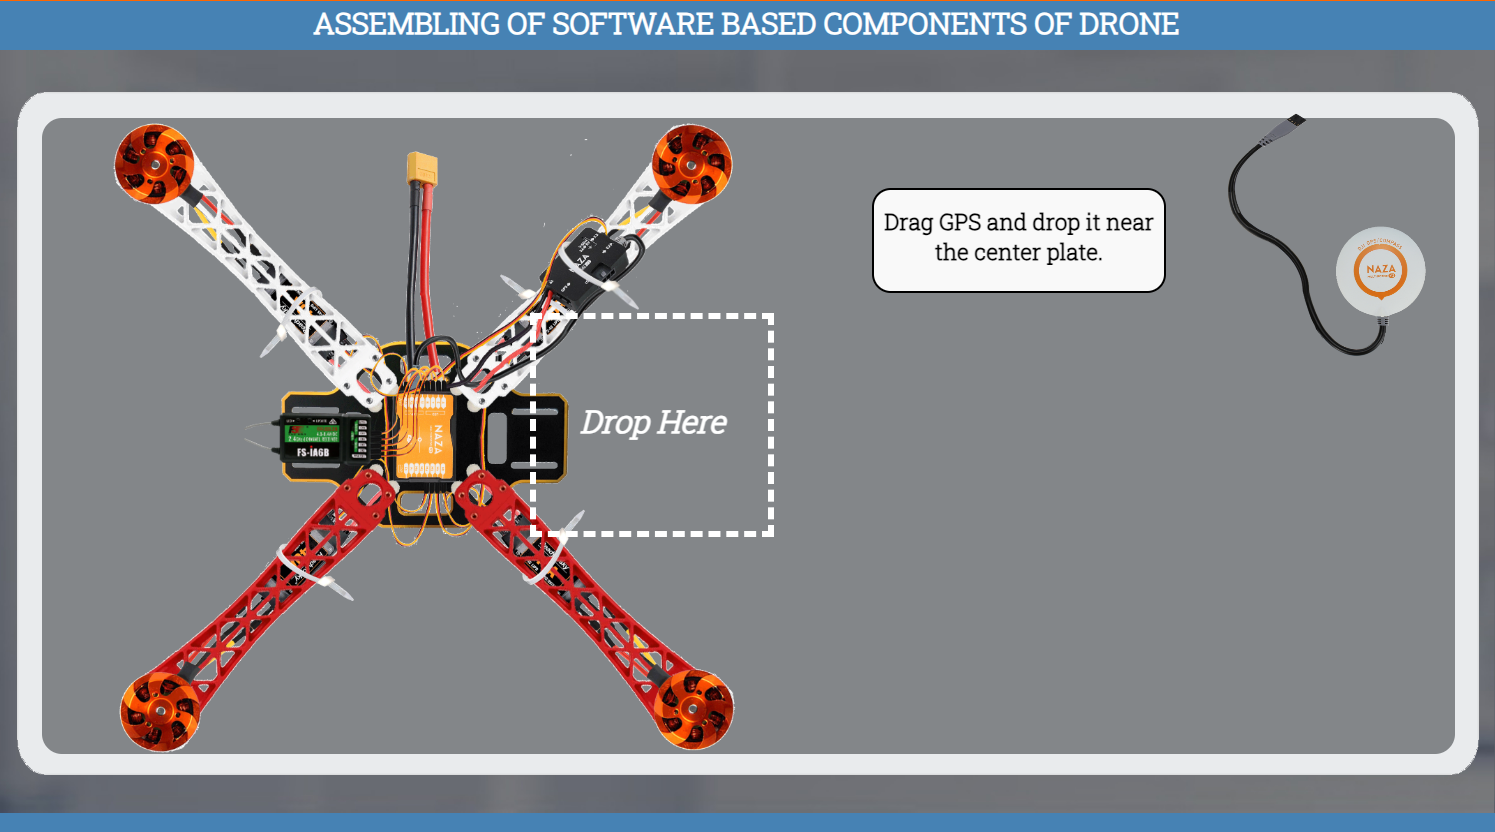 ASSEMBLING OF SOFTWARE BASED COMPONENTS OF DRONE
Drag GPS and drop it near
the center plate.
NAZA
Drop Here
NAZA
FS-iA6B